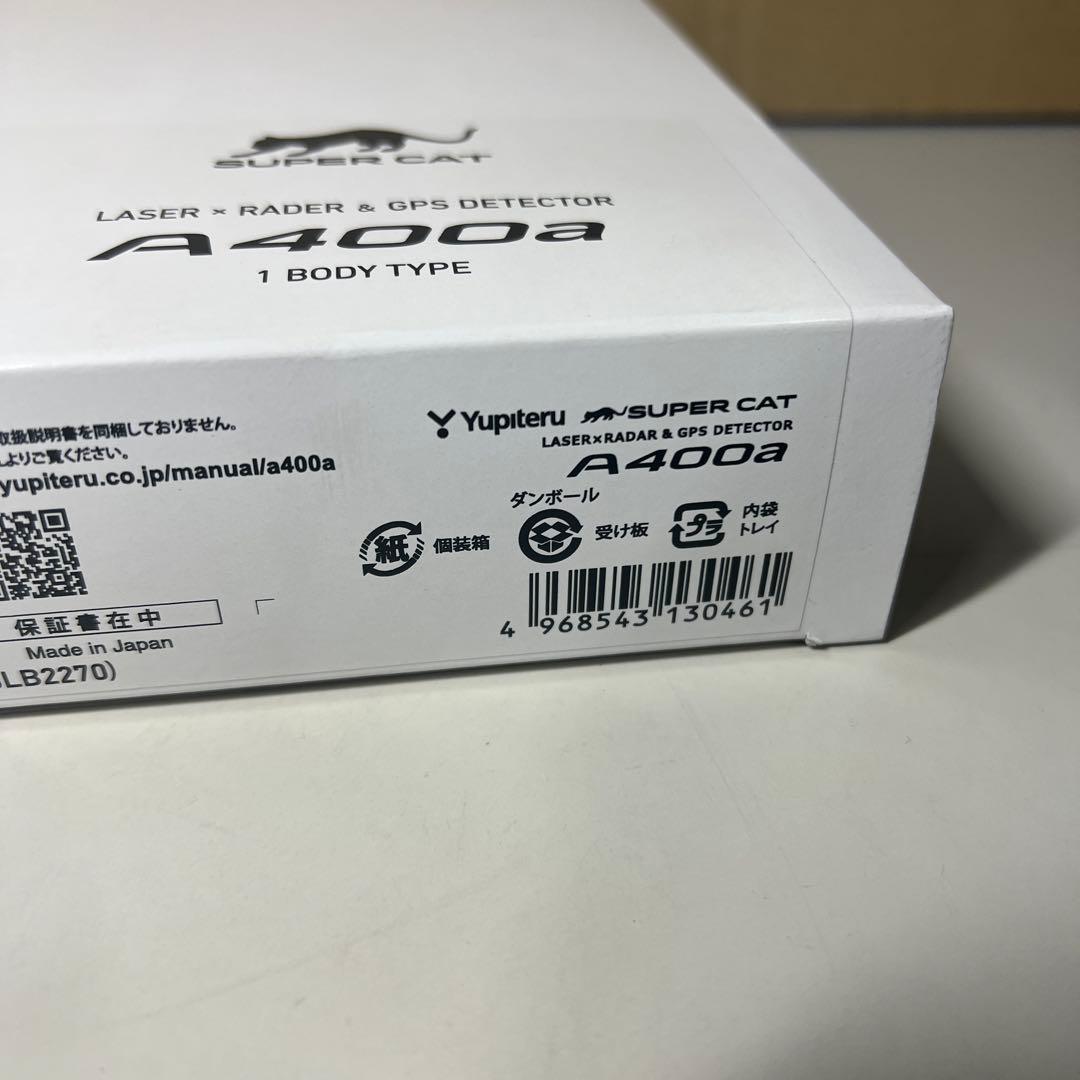 SUPER CAT
LASER × RADER & GPS DETECTOR
A400a
1 BODY TYPE
取扱説明書を同梱しておりません。
よりご覧ください。
yupiteru.co.jp/manual/a400a
保証書在中
Made in Japan
LB2270)
Yupiteru SUPER CAT
LASER×RADAR & GPS DETECTOR
A400a
紙 個装箱
ダンボール
受け板
プラ 内袋
トレイ
4 968543 130461